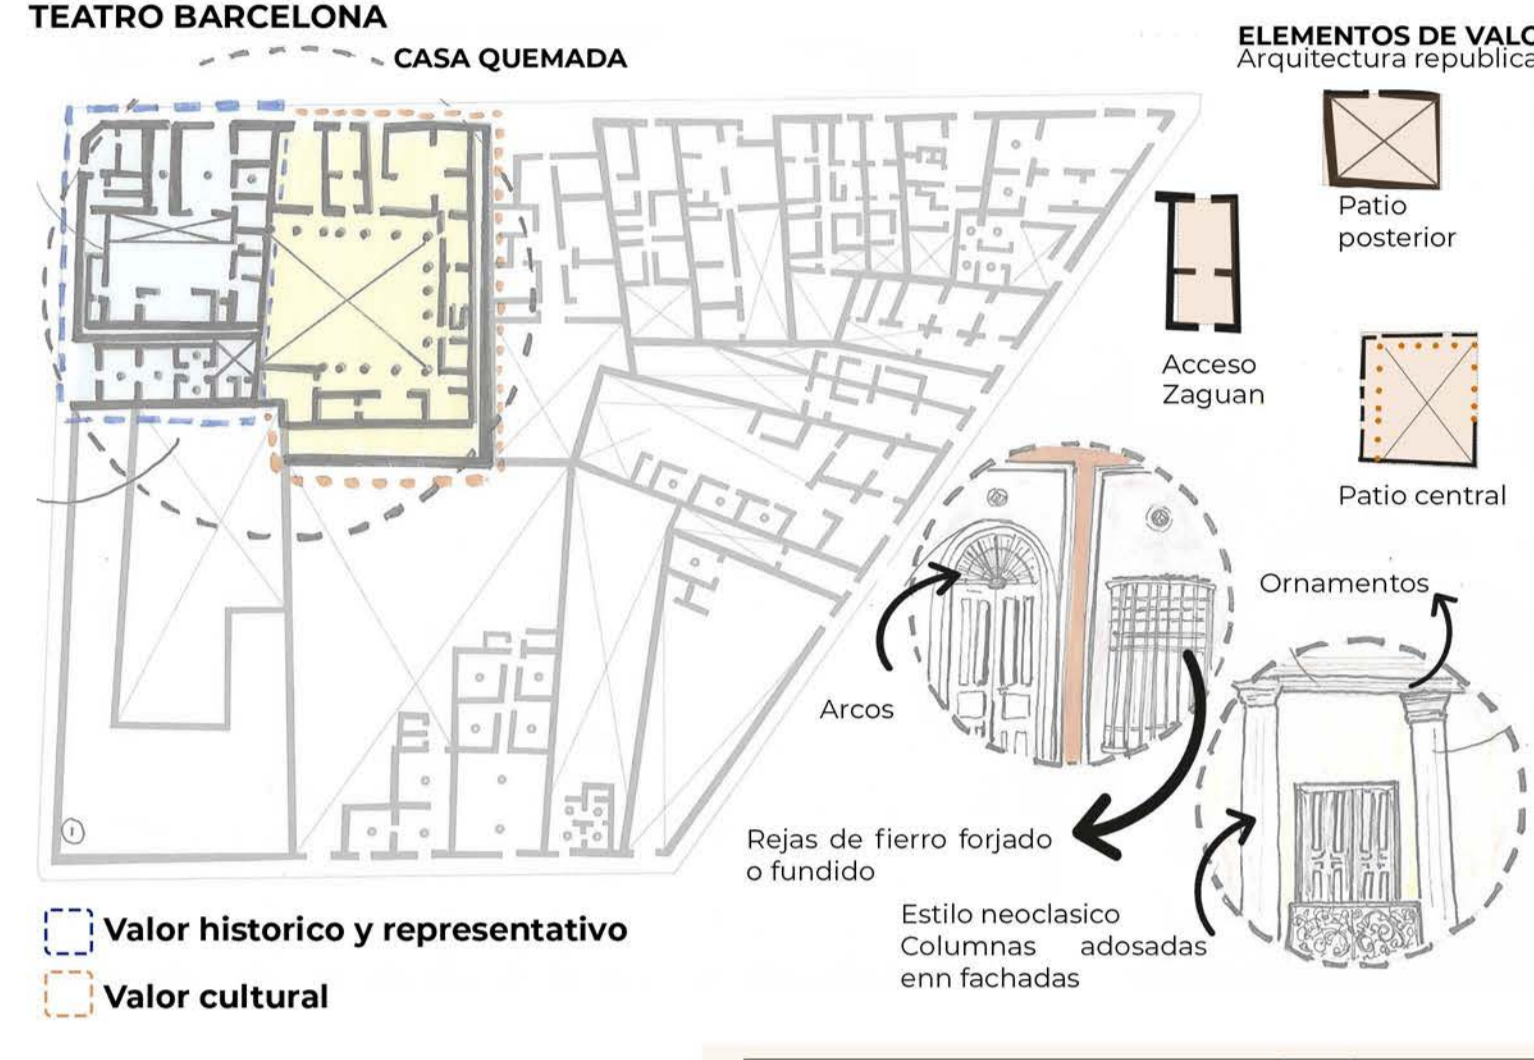 TEATRO BARCELONA
CASA QUEMADA
ELEMENTOS DE VALO
Arquitectura republica
Patio
posterior
Acceso
Zaguan
Patio central
Ornamentos
Arcos
Rejas de fierro forjado
o fundido
Estilo neoclasico
Columnas adosadas
enn fachadas
1
Valor historico y representativo
Valor cultural